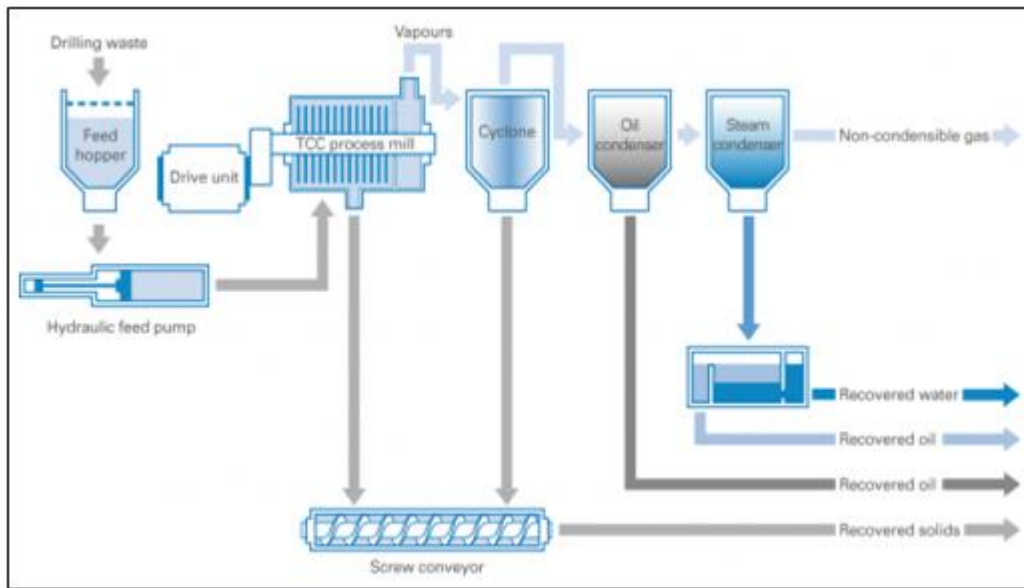 Drilling waste
Vapours
Feed
hopper
TCC process mill
Cyclone
Oil
condenser
Steam
condenser
Non-condensible gas
Drive unit
Hydraulic feed pump
Recovered water
Recovered oil
Recovered oil
Recovered solids
Screw conveyor